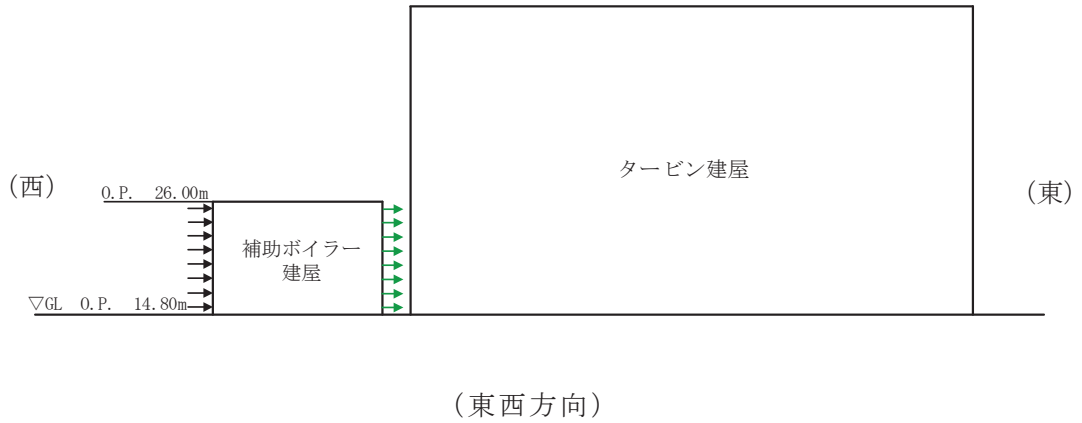 タービン建屋
（西）
（東）
O.P. 26.00m
補助ボイラー
建屋
▽GL O.P. 14.80m
（東西方向）